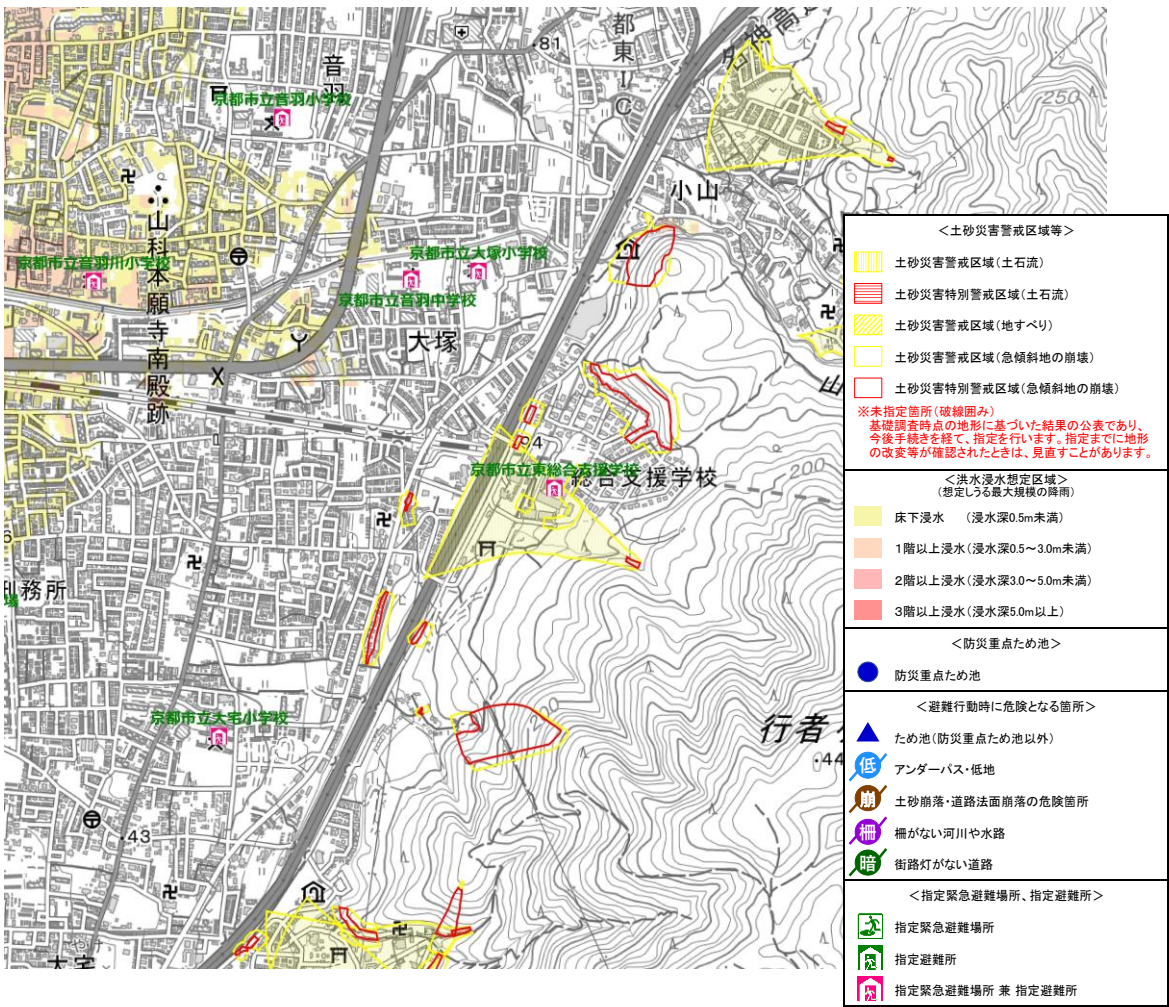 音羽
京都市立音羽小学校
81
都東IC
名神高速
250
小山
山科本願寺南殿跡
京都市立音羽川小学校
京都市立大塚小学校
京都市立音羽中学校
大塚
94
京都市立東総合支援学校
総合支援学校
200
山
刑務所
京都市立大宅小学校
43
行者
44
大宅
<土砂災害警戒区域等>
土砂災害警戒区域(土石流)
土砂災害特別警戒区域(土石流)
土砂災害警戒区域(地すべり)
土砂災害警戒区域(急傾斜地の崩壊)
土砂災害特別警戒区域(急傾斜地の崩壊)
※未指定箇所(破線囲み)
基礎調査時点の地形に基づいた結果の公表であり、
今後手続きを経て、指定を行います。指定までに地形
の改変等が確認されたときは、見直すことがあります。
<洪水浸水想定区域>
(想定しうる最大規模の降雨)
床下浸水 (浸水深0.5m未満)
1階以上浸水(浸水深0.5~3.0m未満)
2階以上浸水(浸水深3.0~5.0m未満)
3階以上浸水(浸水深5.0m以上)
<防災重点ため池>
防災重点ため池
<避難行動時に危険となる箇所>
ため池(防災重点ため池以外)
低 アンダーパス・低地
崩 土砂崩落・道路法面崩落の危険箇所
柵 柵がない河川や水路
暗 街路灯がない道路
<指定緊急避難場所、指定避難所>
指定緊急避難場所
指定避難所
指定緊急避難場所 兼 指定避難所